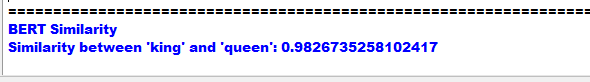 ================================================================================
BERT Similarity
Similarity between 'king' and 'queen': 0.9826735258102417